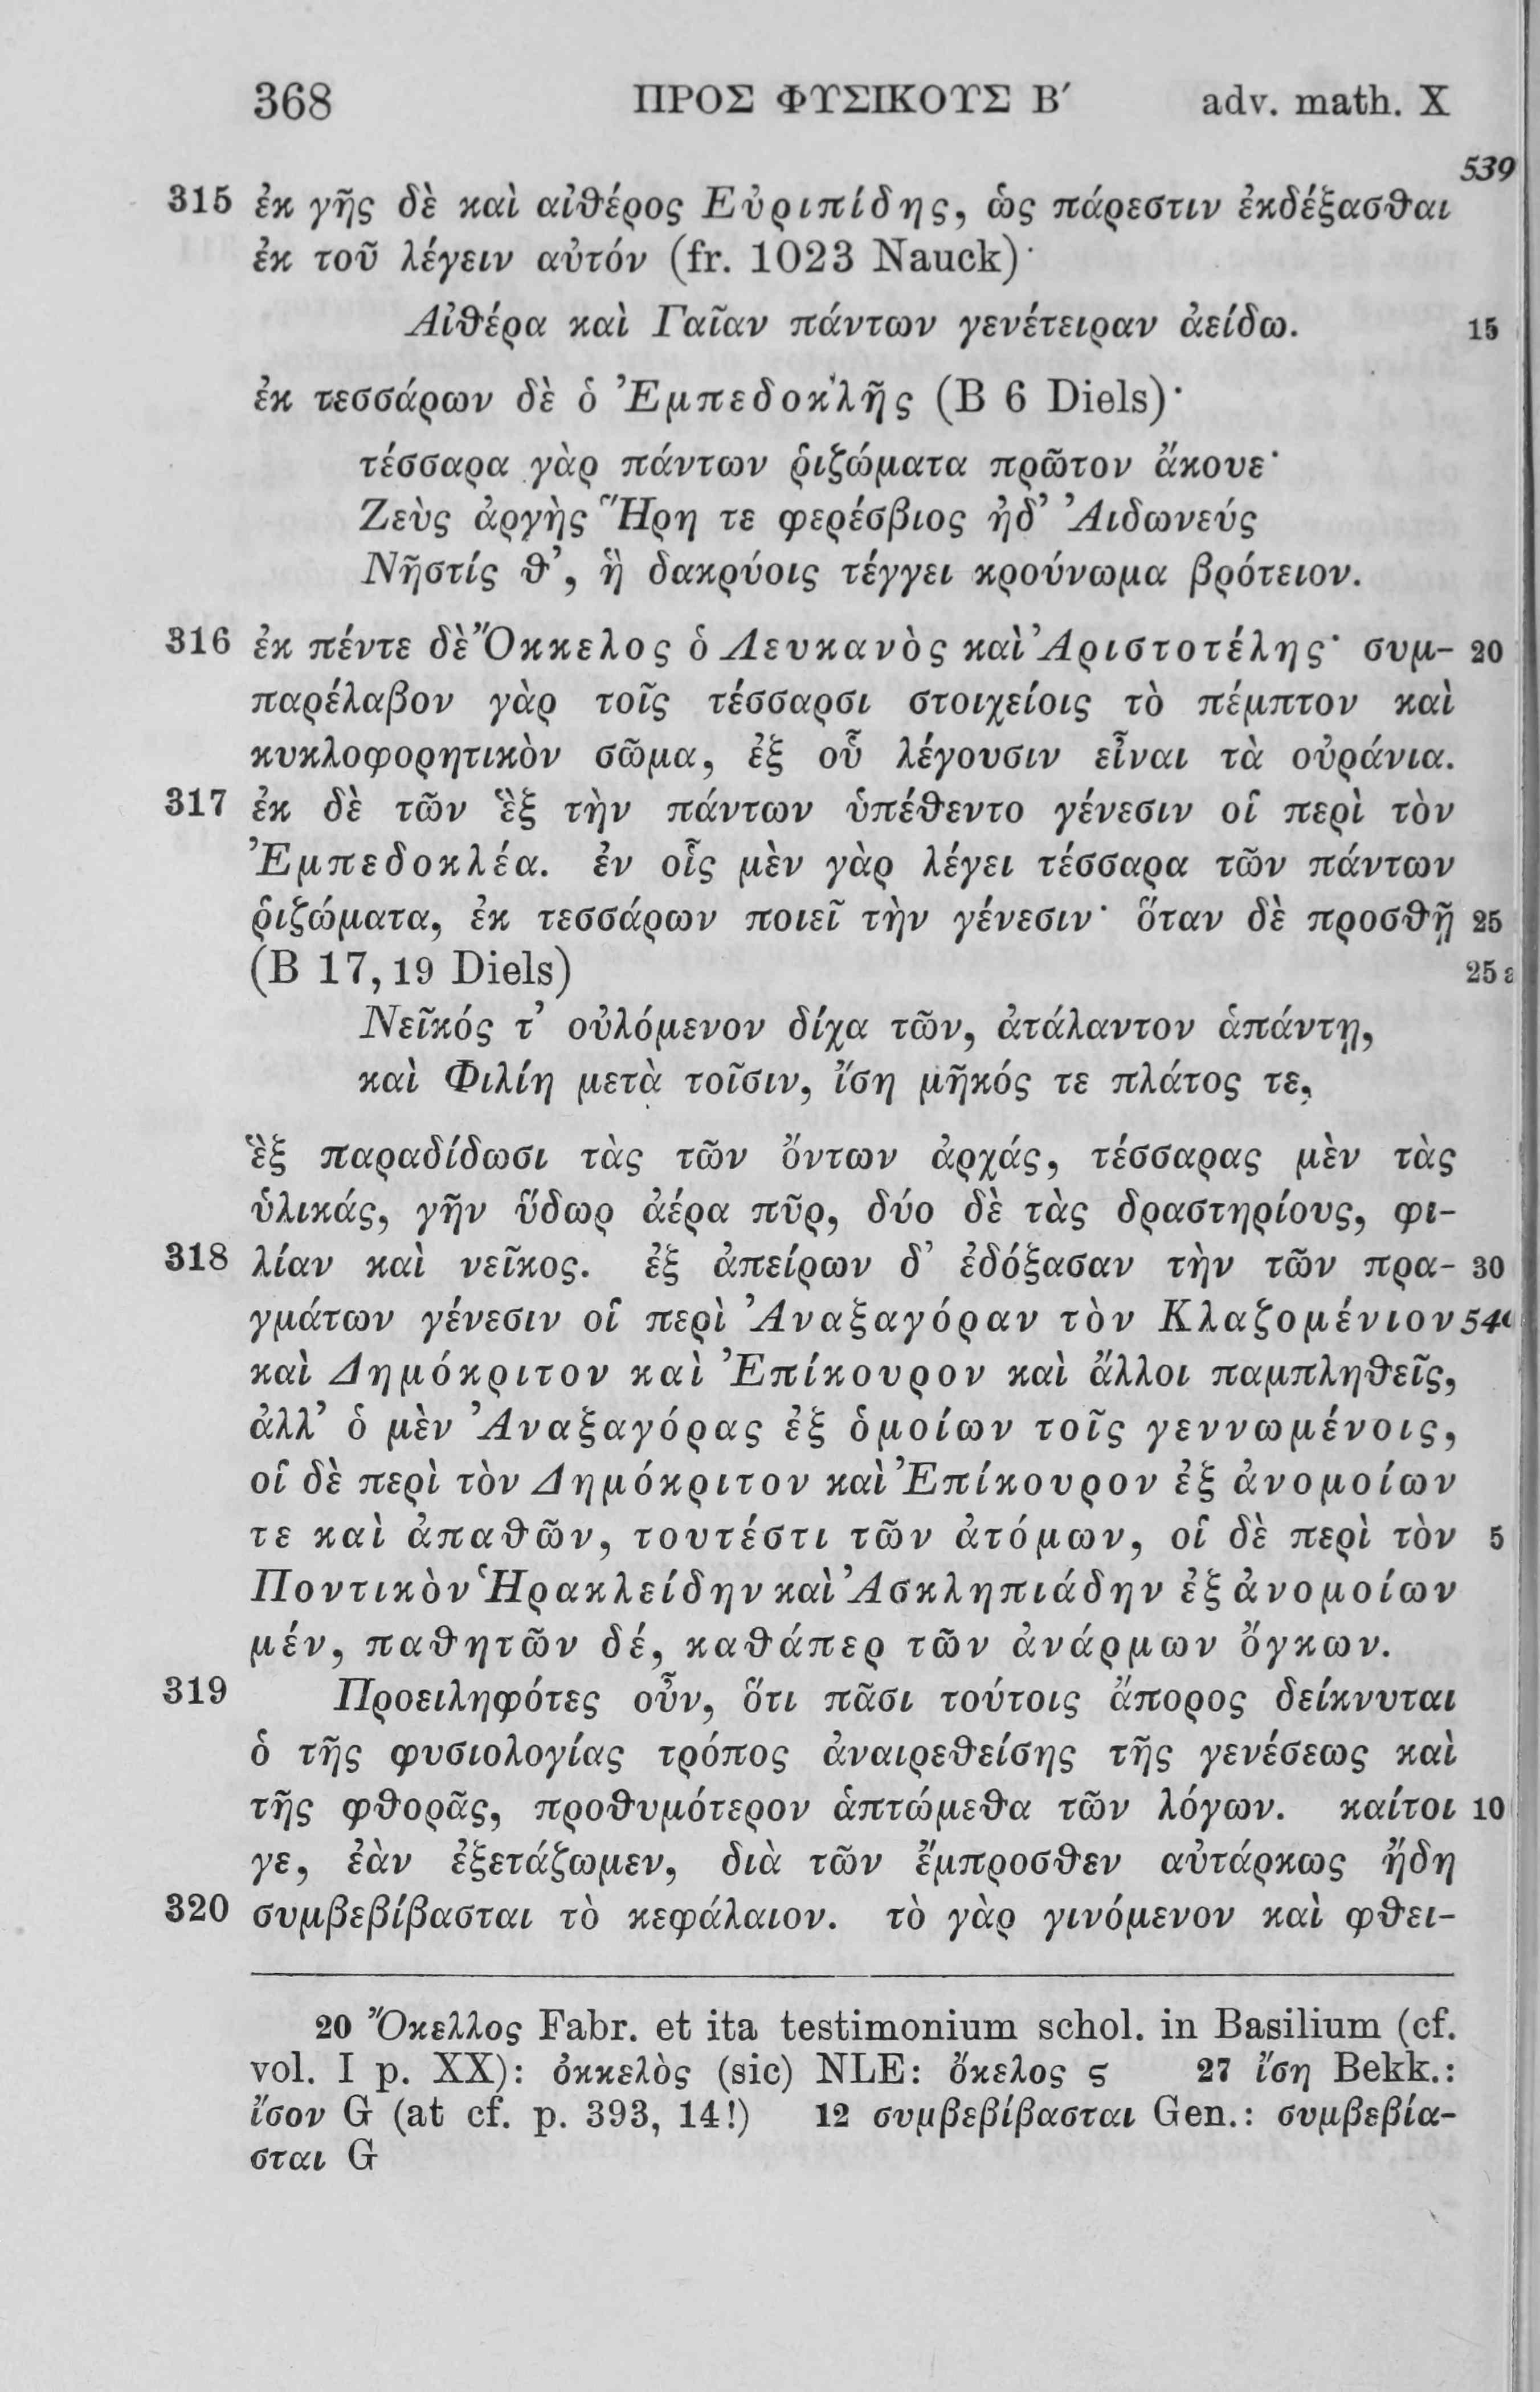 368 ΠΡΟΣ ΦΥΣΙΚΟΥΣ Β′ adv. math. X
539
315 ἐκ γῆς δὲ καὶ αἰθέρος Εὐριπίδης, ὡς πάρεστιν ἐκδέξασθαι
ἐκ τοῦ λέγειν αὐτόν (fr. 1023 Nauck)·
Αἰθέρα καὶ Γαῖαν πάντων γενέτειραν ἀείδω. 15
ἐκ τεσσάρων δὲ ὁ Ἐμπεδοκλῆς (B 6 Diels)·
τέσσαρα γὰρ πάντων ῥιζώματα πρῶτον ἄκουε·
Ζεὺς ἀργὴς Ἥρη τε φερέσβιος ἠδ’ Ἀιδωνεύς
Νῆστίς θ’, ἣ δακρύοις τέγγει κρούνωμα βρότειον.
316 ἐκ πέντε δὲ Ὄκκελος ὁ Λευκανὸς καὶ Ἀριστοτέλης· συμ- 20
παρέλαβον γὰρ τοῖς τέσσαρσι στοιχείοις τὸ πέμπτον καὶ
κυκλοφορητικὸν σῶμα, ἐξ οὗ λέγουσιν εἶναι τὰ οὐράνια.
317 ἐκ δὲ τῶν ἓξ τὴν πάντων ὑπέθεντο γένεσιν οἱ περὶ τὸν
Ἐμπεδοκλέα. ἐν οἷς μὲν γὰρ λέγει τέσσαρα τῶν πάντων
ῥιζώματα, ἐκ τεσσάρων ποιεῖ τὴν γένεσιν· ὅταν δὲ προσθῇ 25
(B 17, 19 Diels) 25 a
Νεῖκός τ’ οὐλόμενον δίχα τῶν, ἀτάλαντον ἁπάντῃ,
καὶ Φιλίη μετὰ τοῖσιν, ἴση μῆκός τε πλάτος τε,
ἓξ παραδίδωσι τὰς τῶν ὄντων ἀρχάς, τέσσαρας μὲν τὰς
ὑλικάς, γῆν ὕδωρ ἀέρα πῦρ, δύο δὲ τὰς δραστηρίους, φι-
318 λίαν καὶ νεῖκος. ἐξ ἀπείρων δ’ ἐδόξασαν τὴν τῶν πρα- 30
γμάτων γένεσιν οἱ περὶ Ἀναξαγόραν τὸν Κλαζομένιον 540
καὶ Δημόκριτον καὶ Ἐπίκουρον καὶ ἄλλοι παμπληθεῖς,
ἀλλ’ ὁ μὲν Ἀναξαγόρας ἐξ ὁμοίων τοῖς γεννωμένοις,
οἱ δὲ περὶ τὸν Δημόκριτον καὶ Ἐπίκουρον ἐξ ἀνομοίων
τε καὶ ἀπαθῶν, τουτέστι τῶν ἀτόμων, οἱ δὲ περὶ τὸν 5
Ποντικὸν Ἡρακλείδην καὶ Ἀσκληπιάδην ἐξ ἀνομοίων
μέν, παθητῶν δέ, καθάπερ τῶν ἀνάρμων ὄγκων.
319 Προειληφότες οὖν, ὅτι πᾶσι τούτοις ἄπορος δείκνυται
ὁ τῆς φυσιολογίας τρόπος ἀναιρεθείσης τῆς γενέσεως καὶ
τῆς φθορᾶς, προθυμότερον ἁπτώμεθα τῶν λόγων. καίτοι 10
γε, ἐὰν ἐξετάζωμεν, διὰ τῶν ἔμπροσθεν αὐτάρκως ἤδη
320 συμβεβίβασται τὸ κεφάλαιον. τὸ γὰρ γινόμενον καὶ φθει-
20 Ὄκελλος Fabr. et ita testimonium schol. in Basilium (cf.
vol. I p. XX): ὀκκελὸς (sic) NLE: ὄκελος ς 27 ἴση Bekk.:
ἴσον G (at cf. p. 393, 14!) 12 συμβεβίβασται Gen.: συμβεβία-
σται G